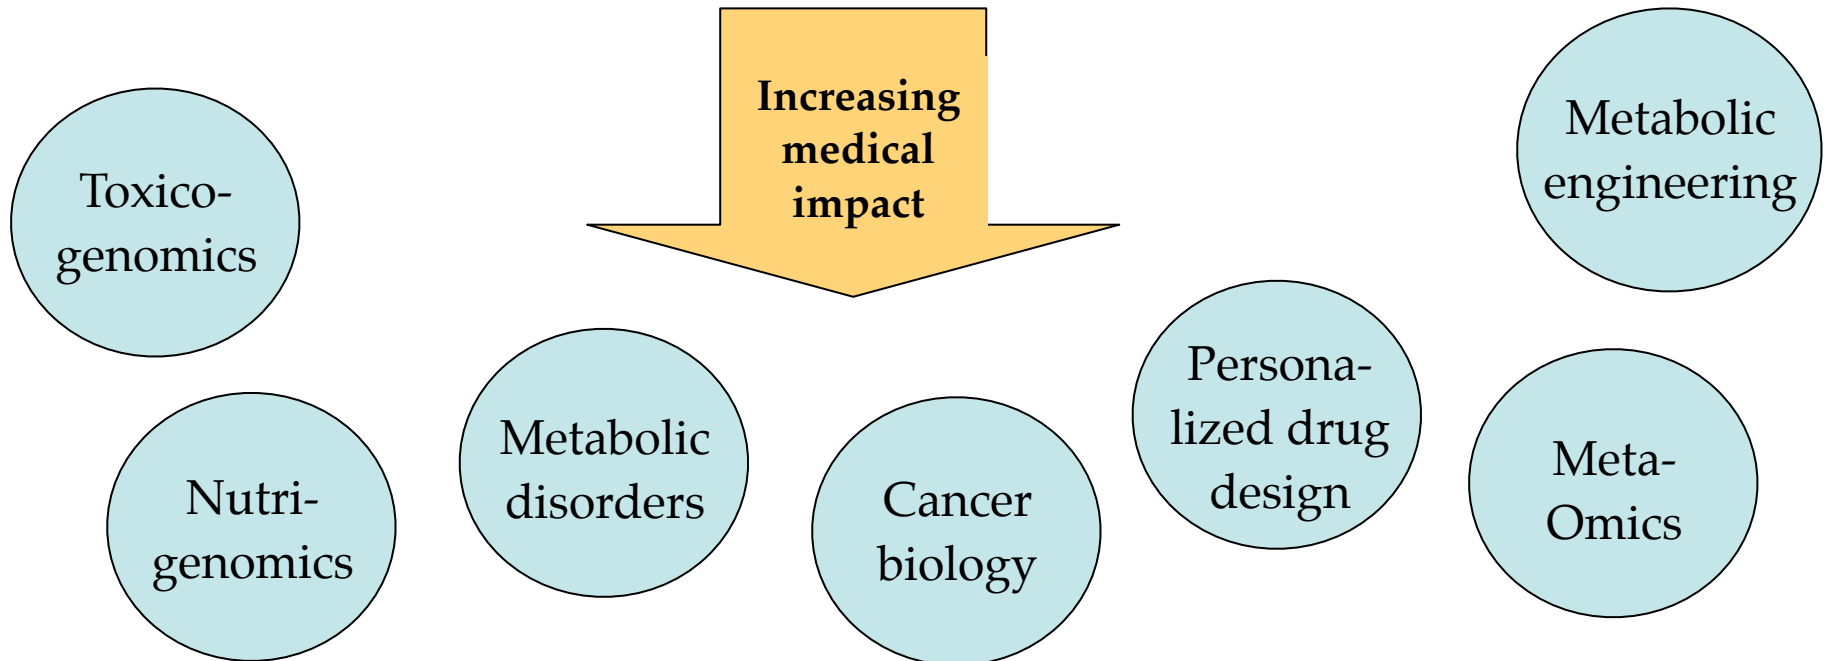 Increasing
medical
impact
Toxico-
genomics
Nutri-
genomics
Metabolic
disorders
Cancer
biology
Persona-
lized drug
design
Metabolic
engineering
Meta-
Omics